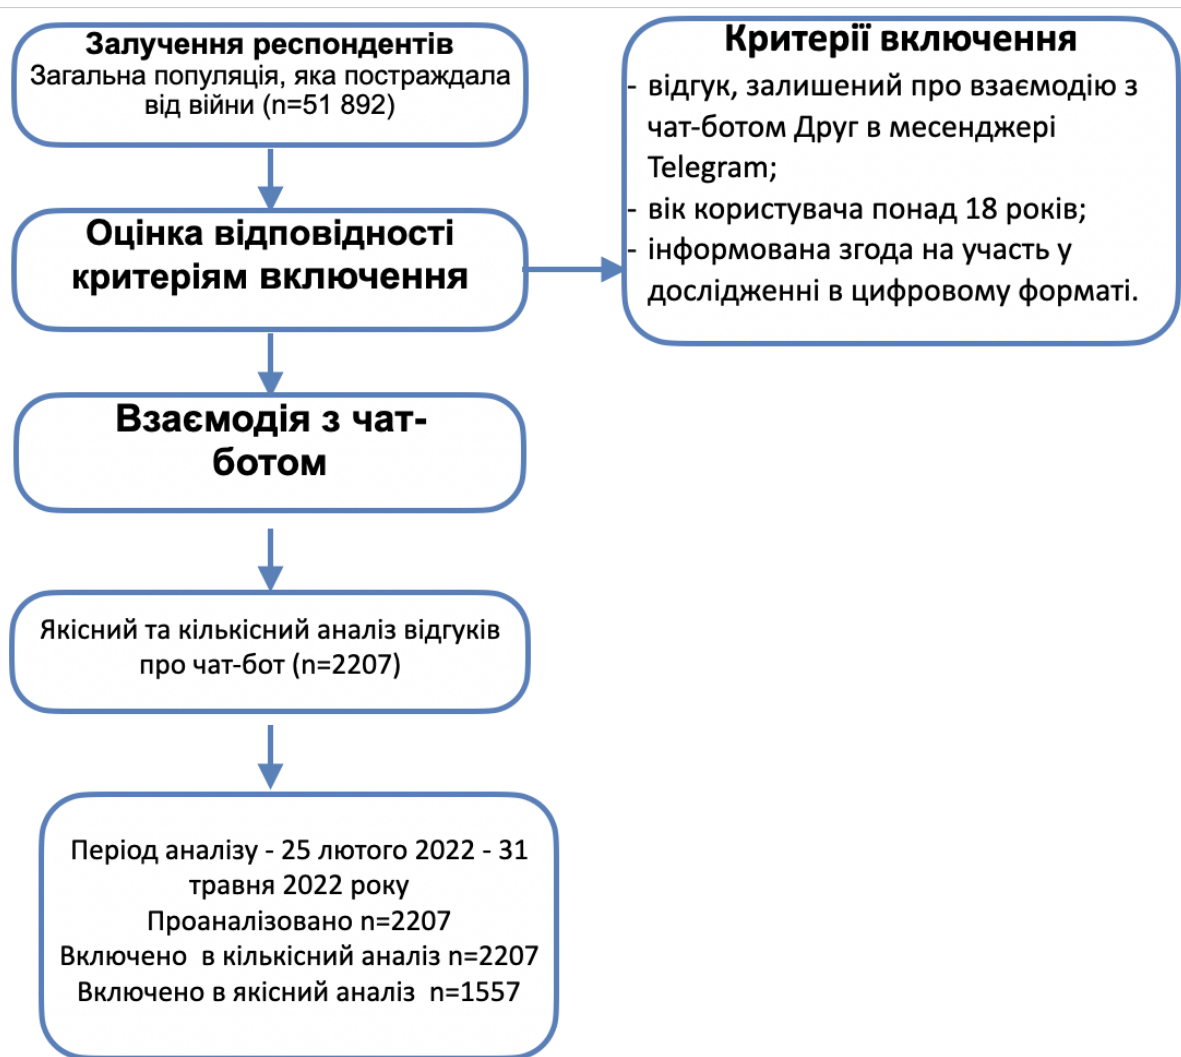 Залучення респондентів
Загальна популяція, яка постраждала
від війни (n=51 892)
Критерії включення
- відгук, залишений про взаємодію з
чат-ботом Друг в месенджері
Telegram;
- вік користувача понад 18 років;
- інформована згода на участь у
дослідженні в цифровому форматі.
Оцінка відповідності
критеріям включення
Взаємодія з чат-
ботом
Якісний та кількісний аналіз відгуків
про чат-бот (n=2207)
Період аналізу - 25 лютого 2022 - 31
травня 2022 року
Проаналізовано n=2207
Включено  в кількісний аналіз n=2207
Включено в якісний аналіз  n=1557